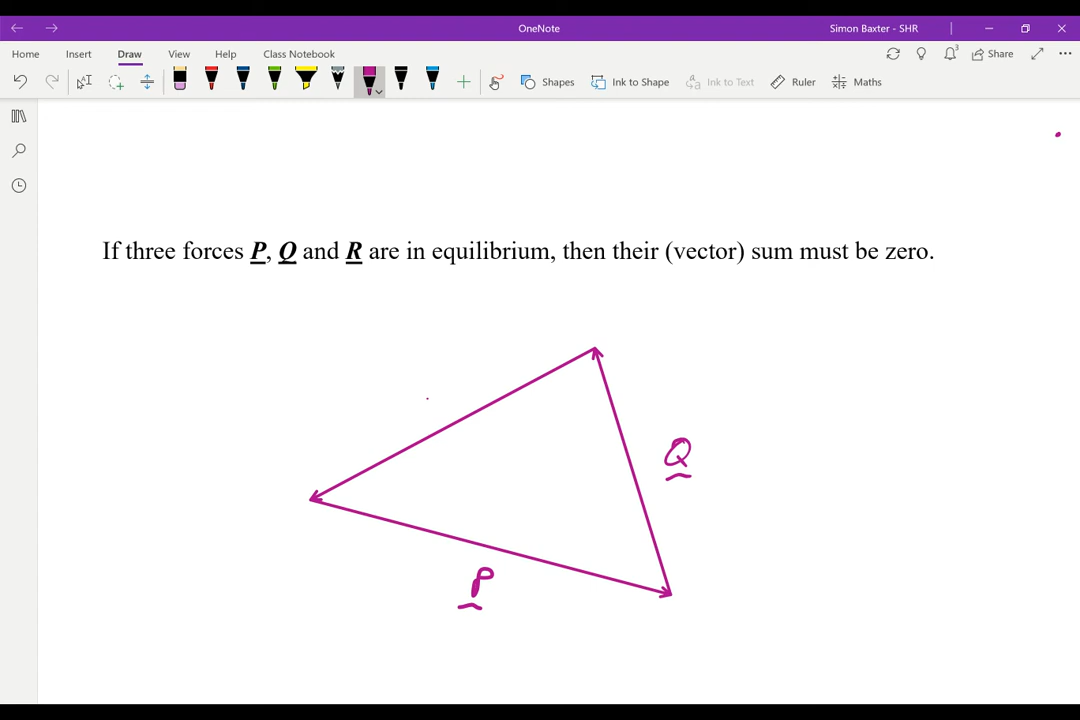 OneNote
Simon Baxter - SHR
Home Insert Draw View Help Class Notebook
3 Share
Shapes Ink to Shape Ink to Text Ruler Maths
If three forces P, Q and R are in equilibrium, then their (vector) sum must be zero.
Q
P